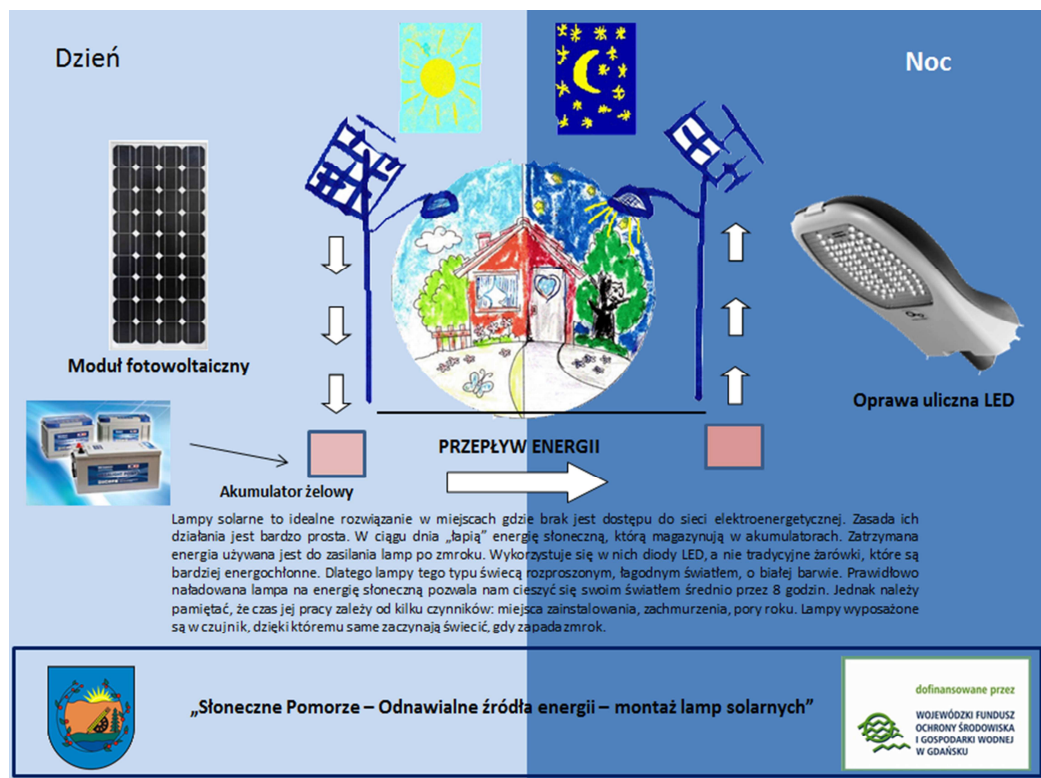 Dzień
Noc
Moduł fotowoltaiczny
Oprawa uliczna LED
PRZEPŁYW ENERGII
Akumulator żelowy
Lampy solarne to idealne rozwiązanie w miejscach gdzie brak jest dostępu do sieci elektroenergetycznej. Zasada ich
działania jest bardzo prosta. W ciągu dnia „łapią” energię słoneczną, którą magazynują w akumulatorach. Zatrzymana
energia używana jest do zasilania lamp po zmroku. Wykorzystuje się w nich diody LED, a nie tradycyjne żarówki, które są
bardziej energochłonne. Dlatego lampy tego typu świecą rozproszonym, łagodnym światłem, o białej barwie. Prawidłowo
naładowana lampa na energię słoneczną pozwala nam cieszyć się swoim światłem średnio przez 8 godzin. Jednak należy
pamiętać, że czas jej pracy zależy od kilku czynników: miejsca zainstalowania, zachmurzenia, pory roku. Lampy wyposażone
są w czujnik, dzięki któremu same zaczynają świecić, gdy zapada zmrok.
„Słoneczne Pomorze – Odnawialne źródła energii – montaż lamp solarnych”
dofinansowane przez
WOJEWÓDZKI FUNDUSZ
OCHRONY ŚRODOWISKA
I GOSPODARKI WODNEJ
W GDAŃSKU